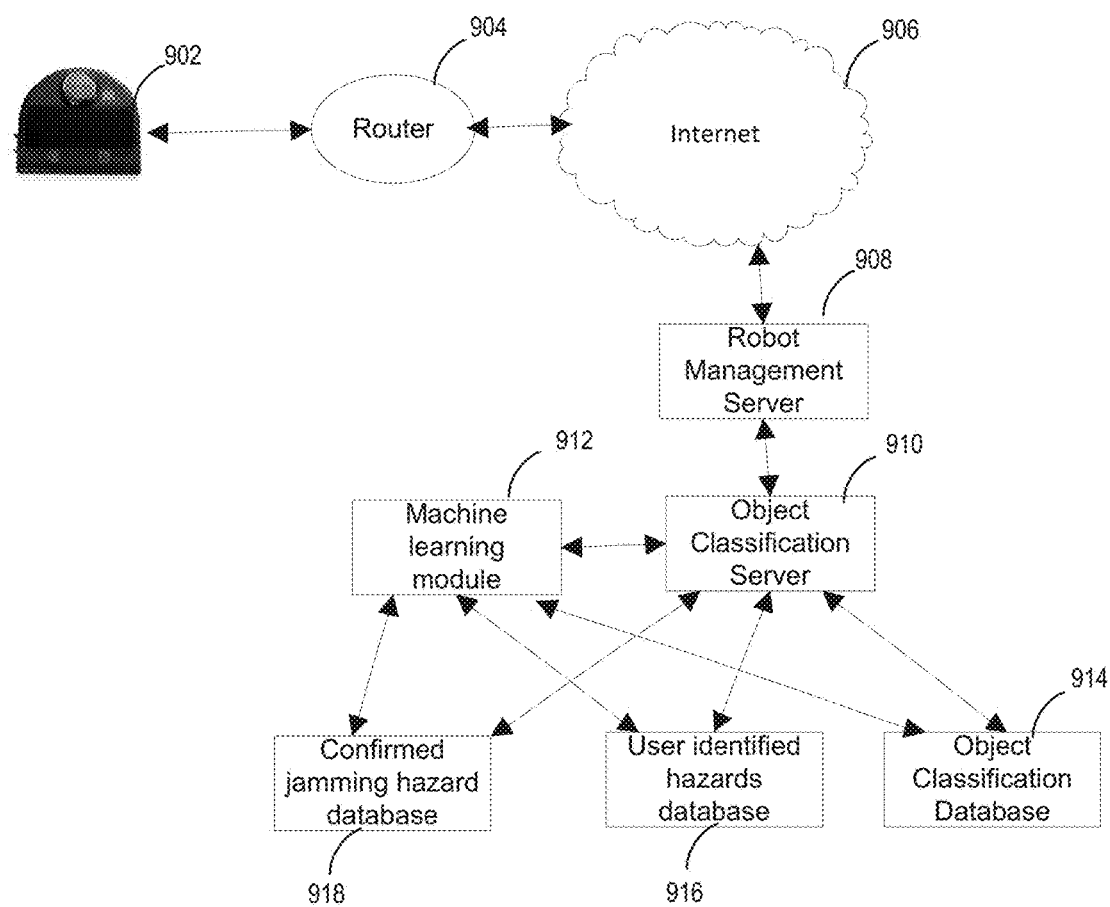 902
904
906
Router
Internet
908
Robot
Management
Server
912
910
Machine
learning
module
Object
Classification
Server
914
Confirmed
jamming hazard
database
User identified
hazards
database
Object
Classification
Database
918
916